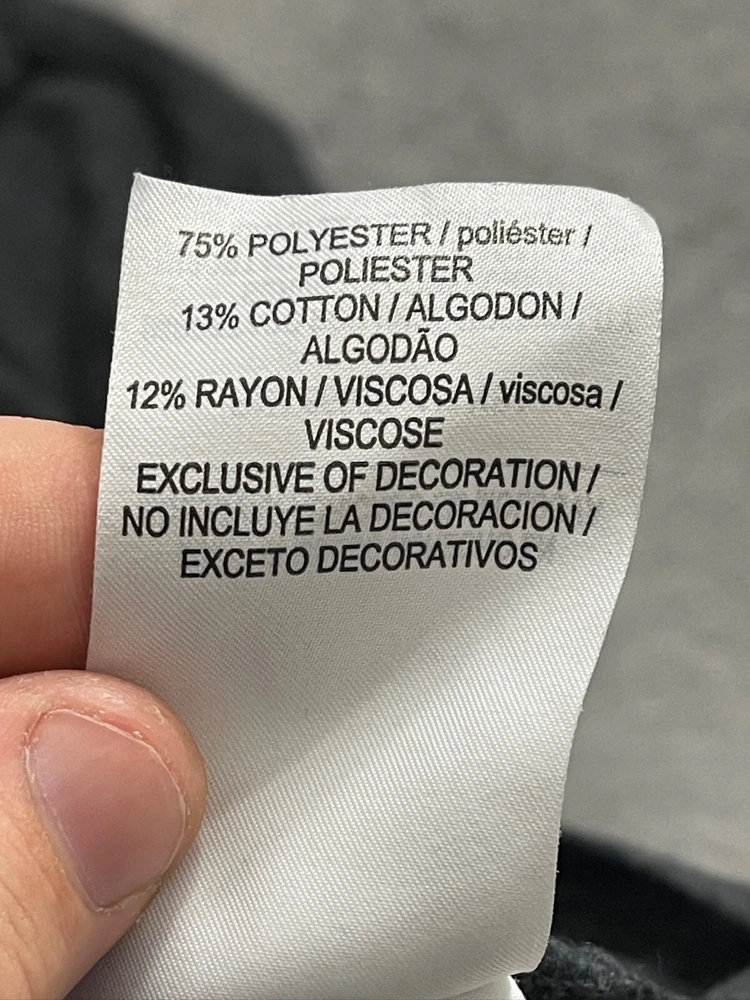 75% POLYESTER / poliéster /
POLIESTER
13% COTTON / ALGODON /
ALGODÃO
12% RAYON / VISCOSA / viscosa /
VISCOSE
EXCLUSIVE OF DECORATION /
NO INCLUYE LA DECORACION /
EXCETO DECORATIVOS